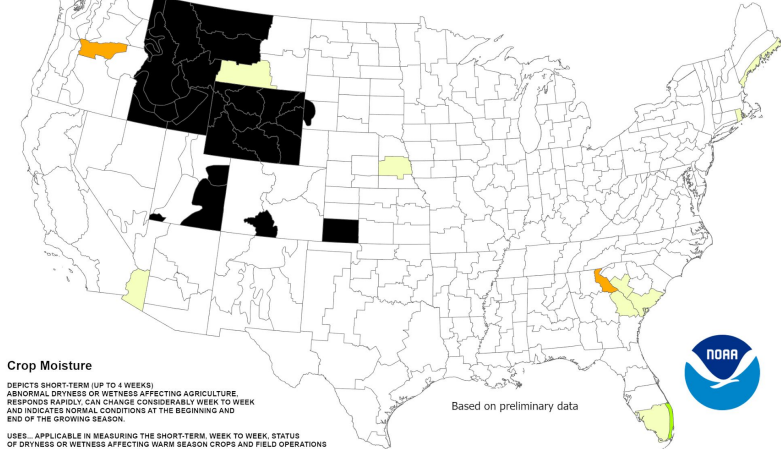 NOAA
Crop Moisture
DEPICTS SHORT-TERM (UP TO 4 WEEKS)
ABNORMAL DRYNESS OR WETNESS AFFECTING AGRICULTURE,
RESPONDS RAPIDLY, CAN CHANGE CONSIDERABLY WEEK TO WEEK
AND INDICATES NORMAL CONDITIONS AT THE BEGINNING AND
END OF THE GROWING SEASON.
Based on preliminary data
USES... APPLICABLE IN MEASURING THE SHORT-TERM, WEEK TO WEEK, STATUS
OF DRYNESS OR WETNESS AFFECTING WARM SEASON CROPS AND FIELD OPERATIONS